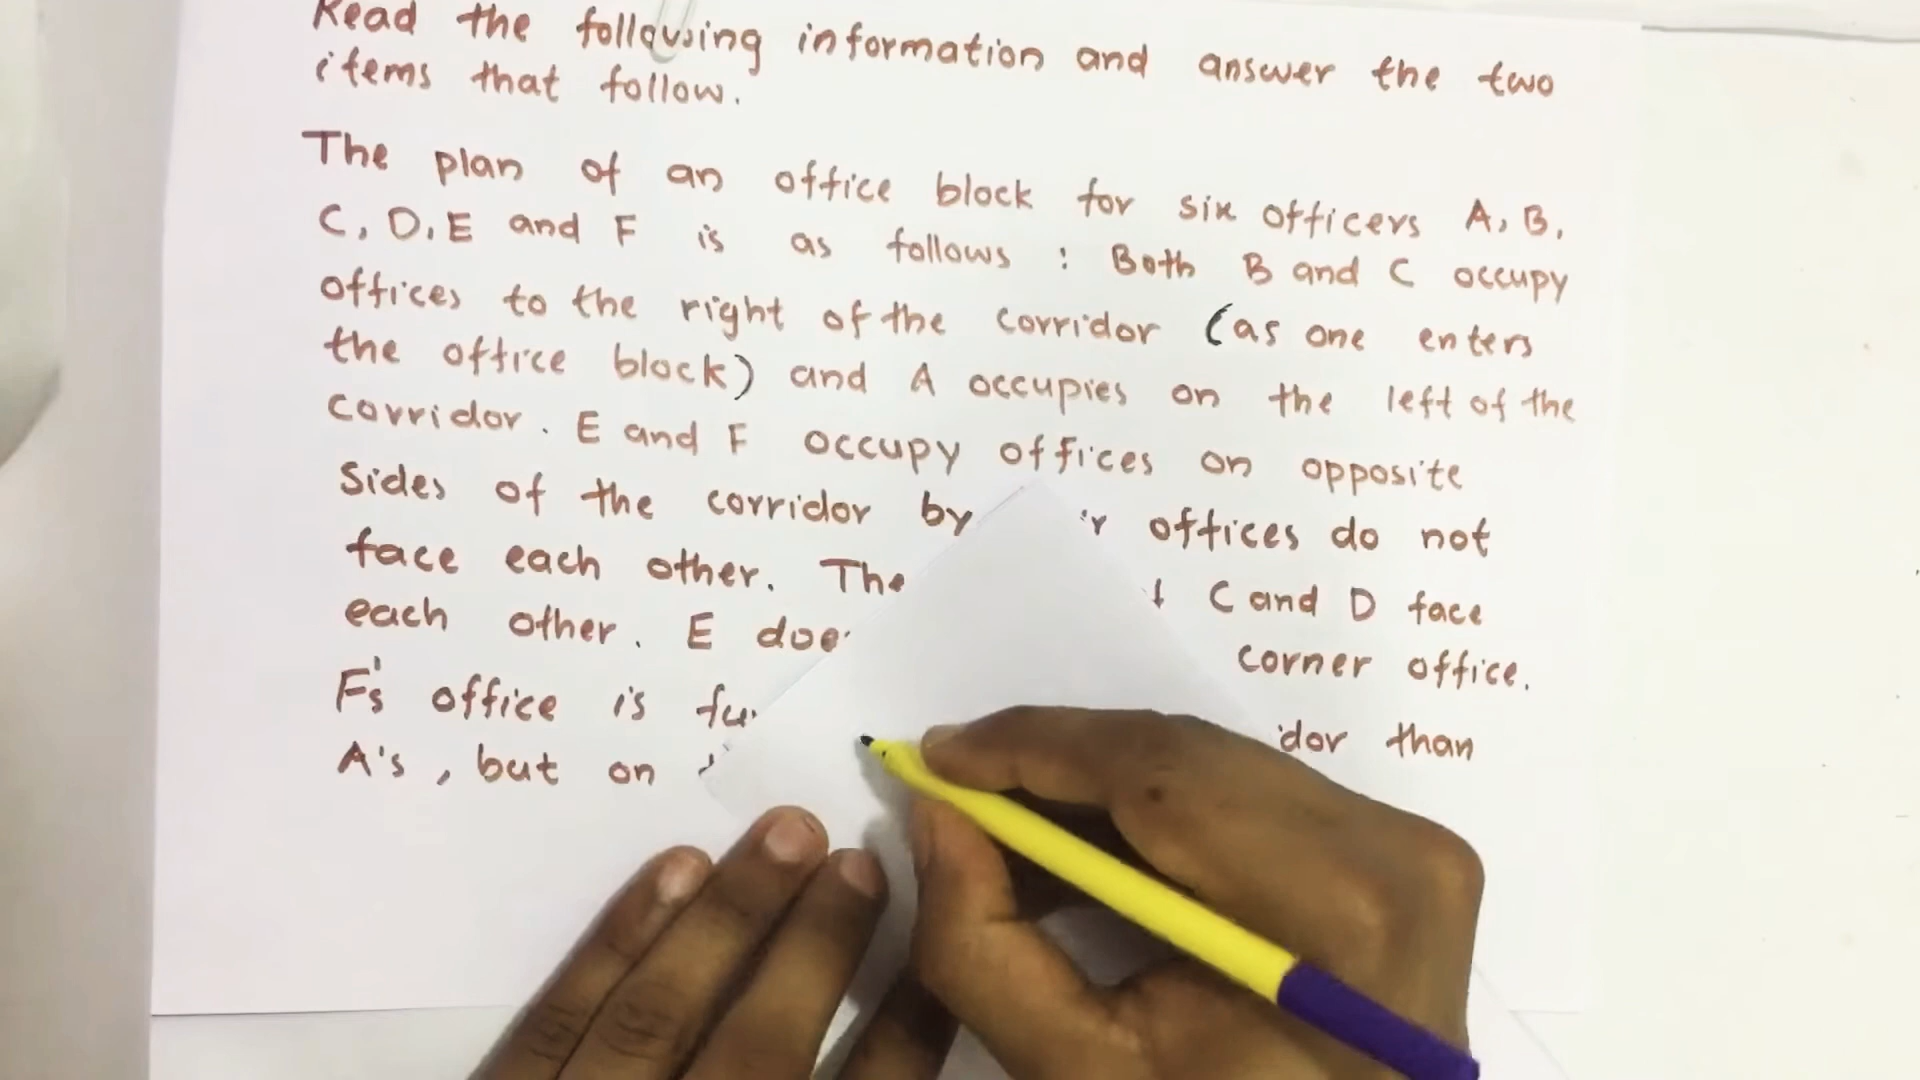 Read the following information and answer the two
items that follow.
The plan of an office block for six officers A, B,
C, D, E and F is as follows : Both B and C occupy
offices to the right of the corridor (as one enters
the office block) and A occupies on the left of the
corridor. E and F occupy offices on opposite
sides of the corridor by offices do not
face each other. The C and D face
each other. E corner office.
F's office is than
A's, but on